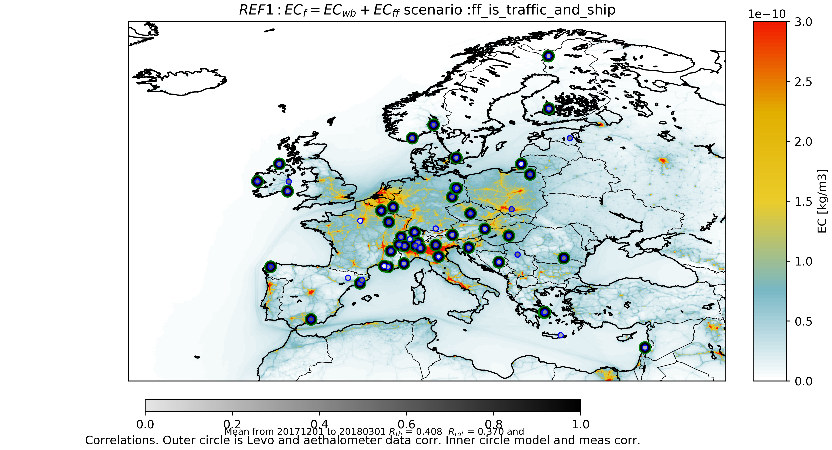 REF1 : EC_f = EC_wb + EC_ff scenario :ff_is_traffic_and_ship
1e−10
3.0
2.5
2.0
1.5
1.0
0.5
0.0
EC [kg/m3]
0.0 0.2 0.4 0.6 0.8 1.0
Mean from 20171201 to 20180301 = 0.408 = 0.370 and
Correlations. Outer circle is Levo and aethalometer data corr. Inner circle model and meas corr.